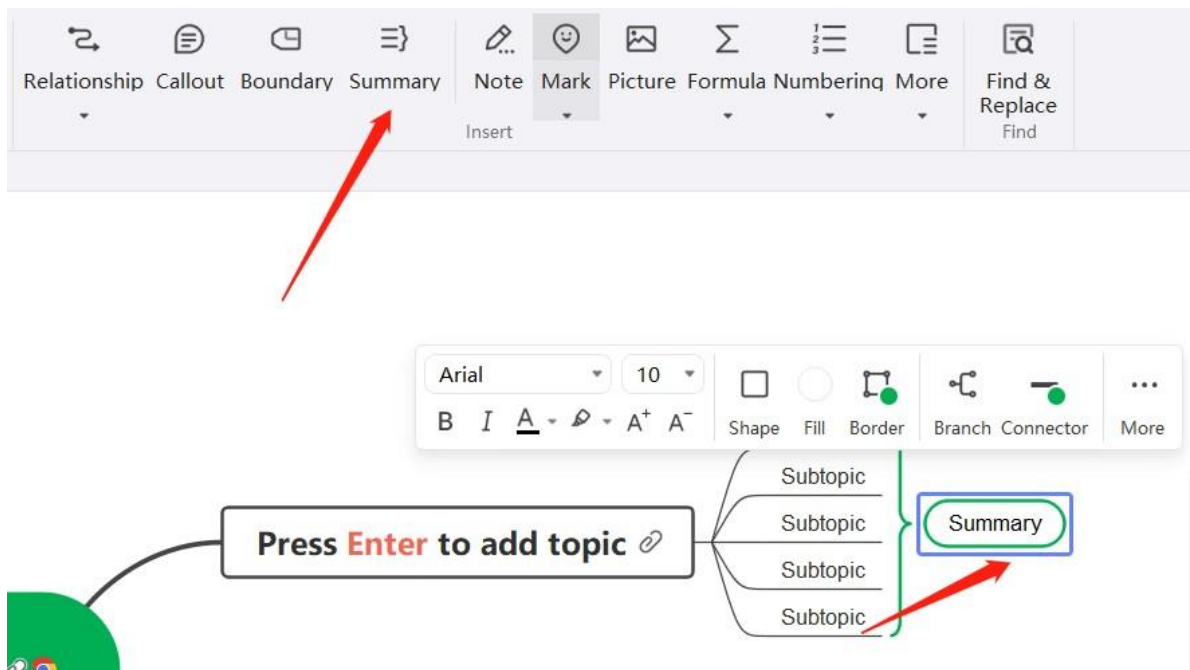 Relationship Callout Boundary Summary Note Mark Picture Formula Numbering More Find &
Replace
Insert Find
Arial 10
B I A A+ A-
Shape Fill Border Branch Connector More
Subtopic
Press Enter to add topic
Subtopic
Summary
Subtopic
Subtopic